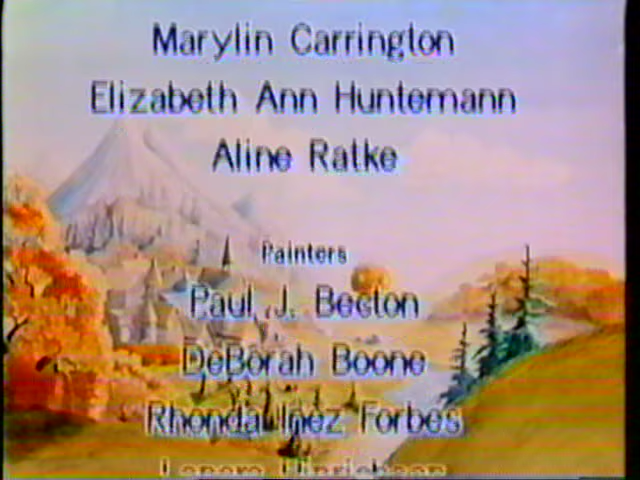 Marylin Carrington
Elizabeth Ann Huntemann
Aline Ratke
Painters
Paul J. Becton
DeBorah Boone
Rhonda Inez Forbes